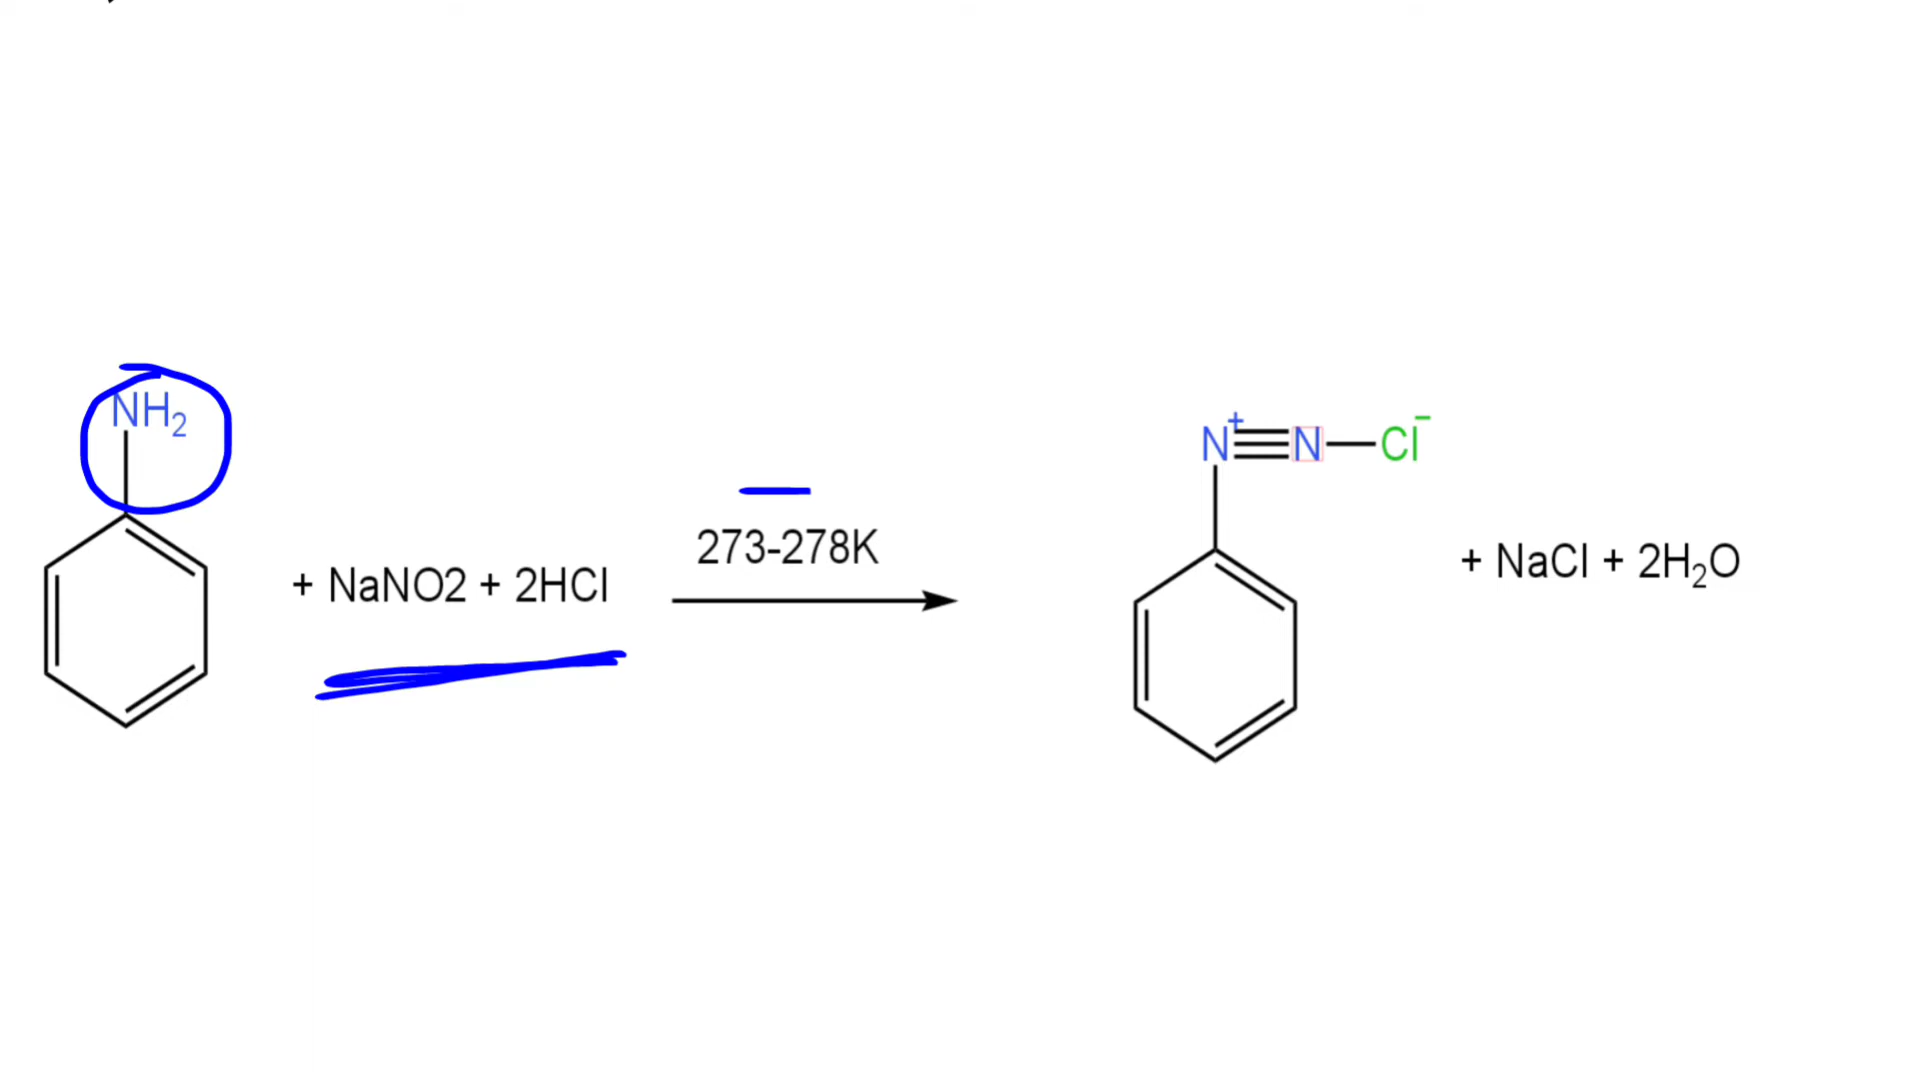 NH₂
+ NaNO2 + 2HCl
273-278K
N⁺≡N—Cl⁻
+ NaCl + 2H₂O